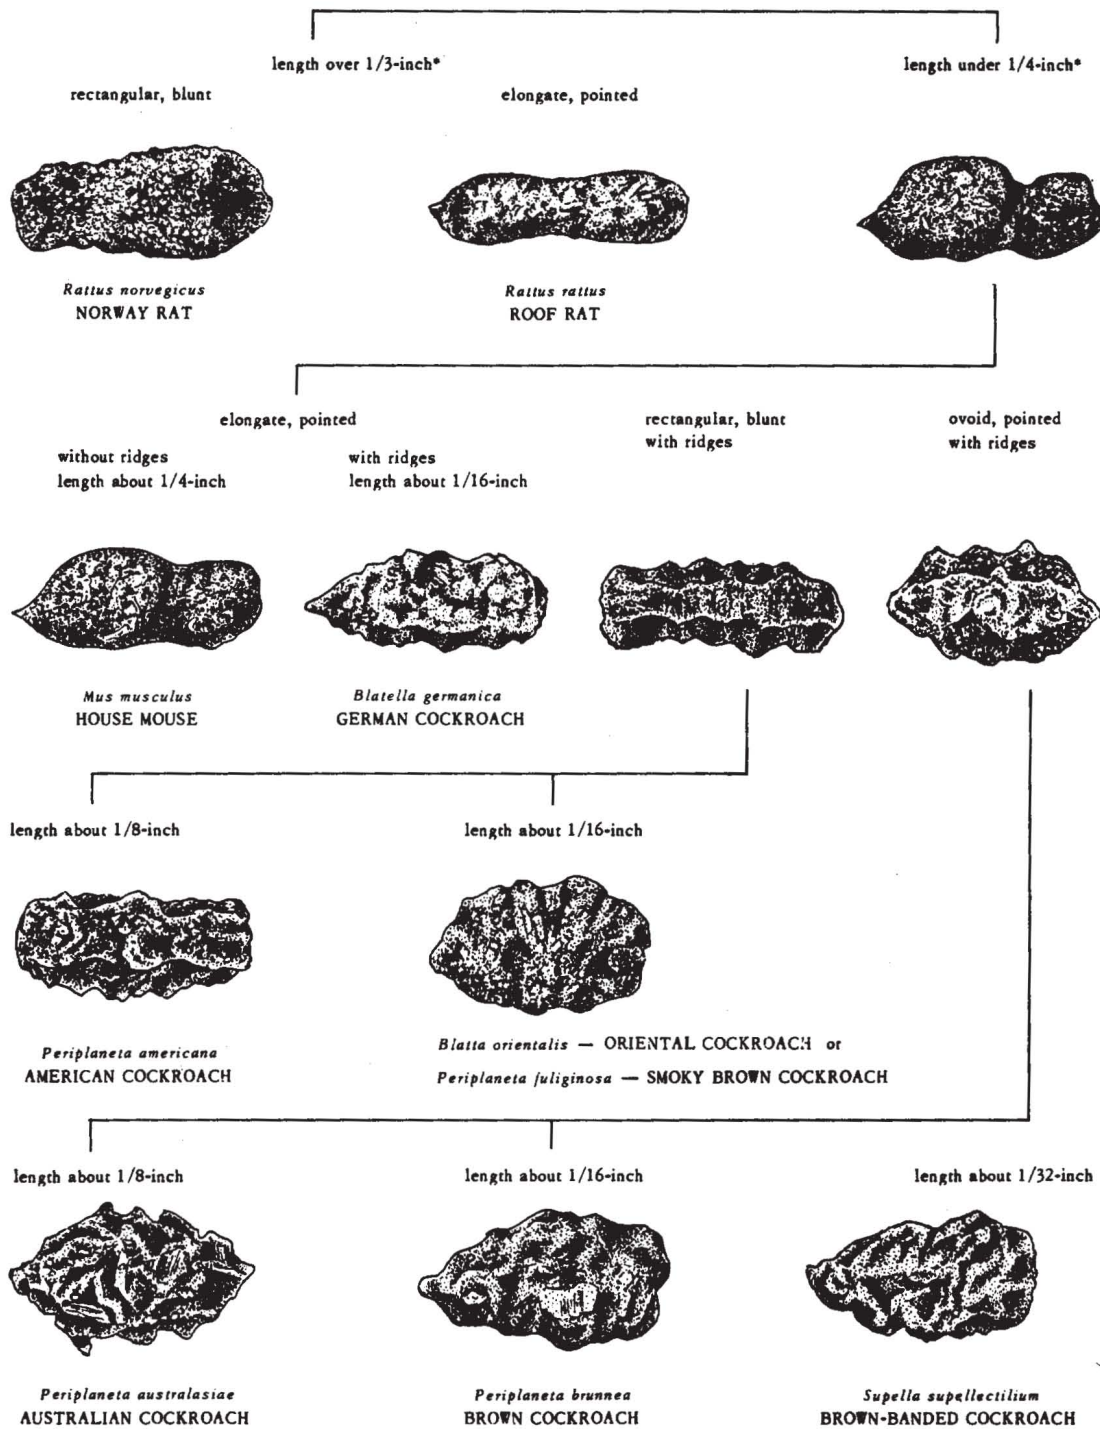 length over 1/3-inch*
length under 1/4-inch*
rectangular, blunt
elongate, pointed
Rattus norvegicus
NORWAY RAT
Rattus rattus
ROOF RAT
elongate, pointed
rectangular, blunt
with ridges
ovoid, pointed
with ridges
without ridges
length about 1/4-inch
with ridges
length about 1/16-inch
Mus musculus
HOUSE MOUSE
Blatella germanica
GERMAN COCKROACH
length about 1/8-inch
length about 1/16-inch
Periplaneta americana
AMERICAN COCKROACH
Blatta orientalis — ORIENTAL COCKROACH or
Periplaneta fuliginosa — SMOKY BROWN COCKROACH
length about 1/8-inch
length about 1/16-inch
length about 1/32-inch
Periplaneta australasiae
AUSTRALIAN COCKROACH
Periplaneta brunnea
BROWN COCKROACH
Supella supellectilium
BROWN-BANDED COCKROACH